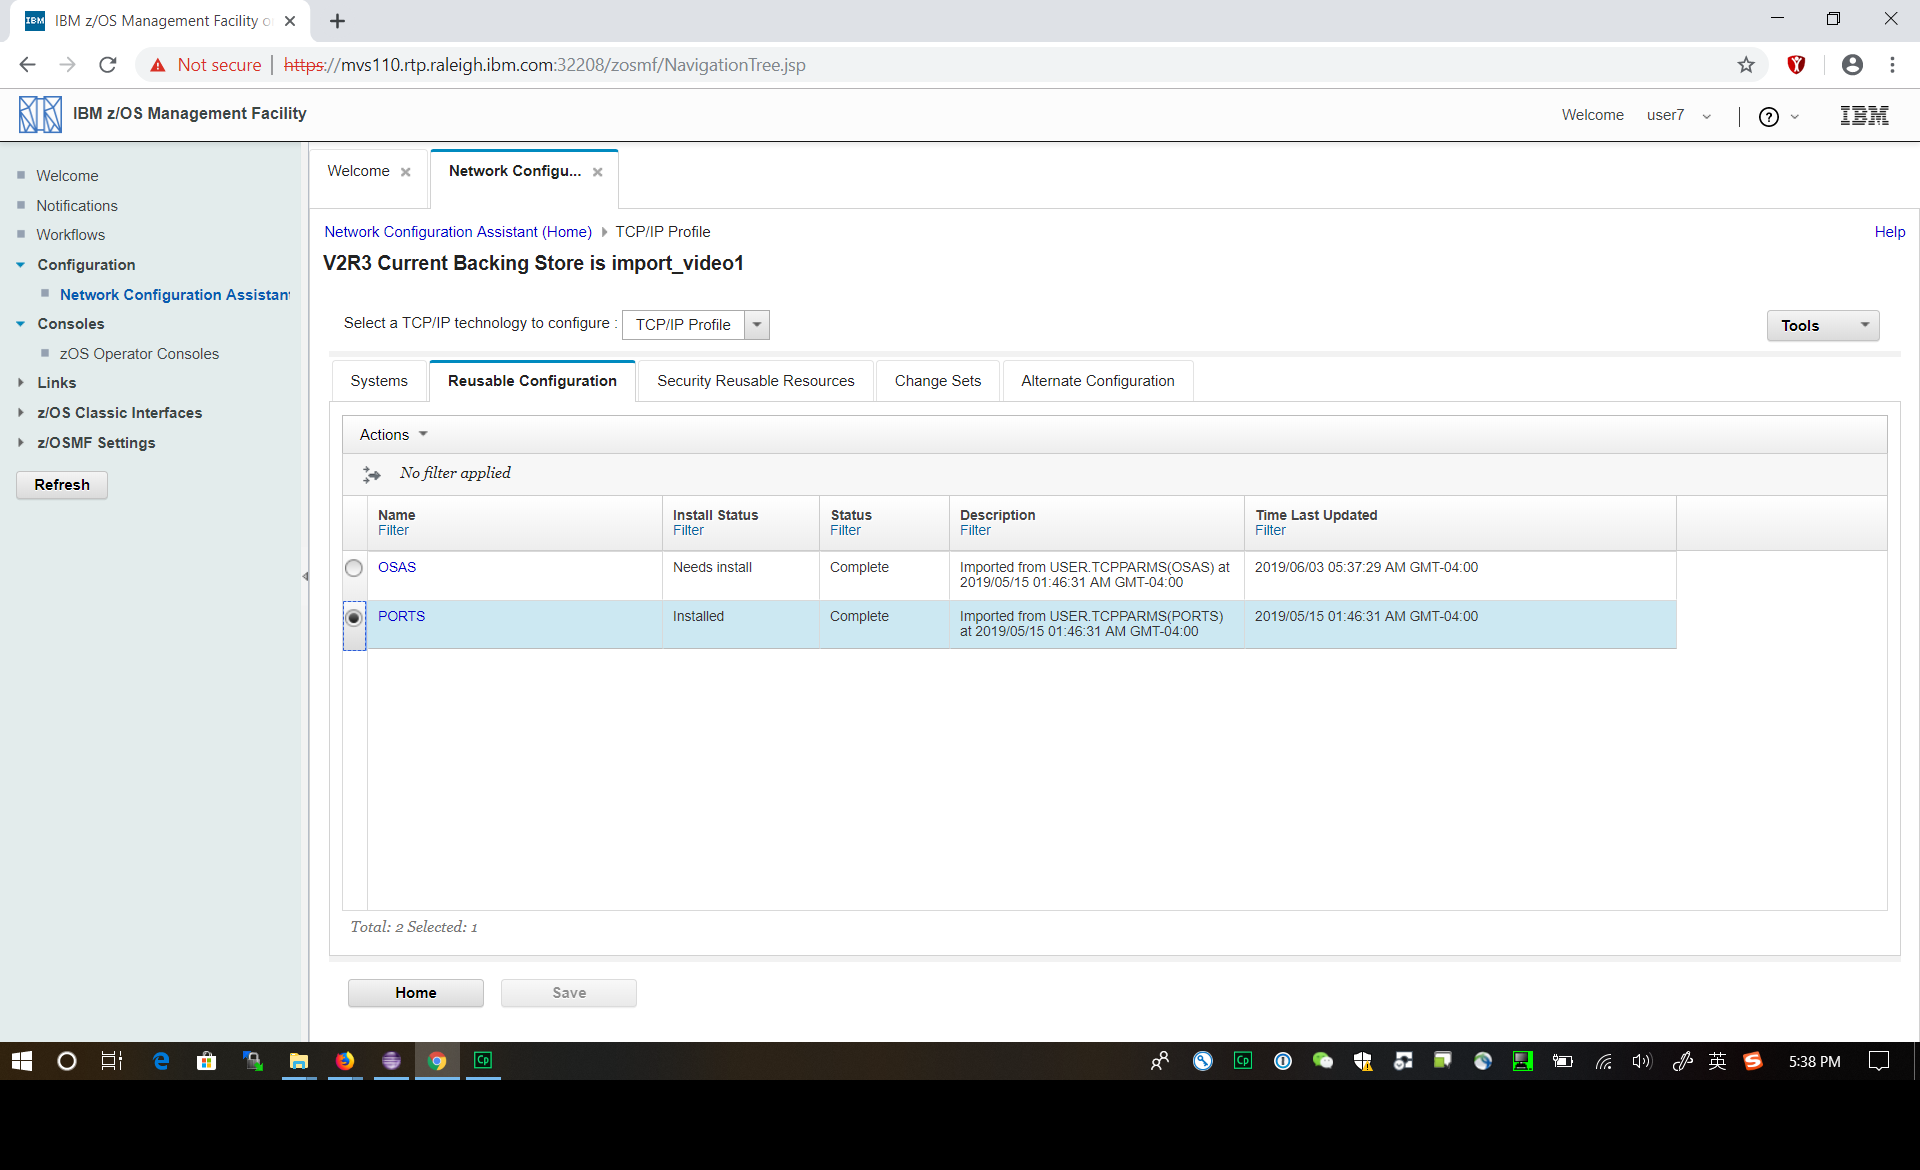 IBM IBM z/OS Management Facility o
Not secure https://mvs110.rtp.raleigh.ibm.com:32208/zosmf/NavigationTree.jsp
IBM z/OS Management Facility
Welcome user7
?
IBM
Welcome
Notifications
Workflows
Configuration
Network Configuration Assistant
Consoles
zOS Operator Consoles
Links
z/OS Classic Interfaces
z/OSMF Settings
Refresh
Welcome
Network Configu...
Network Configuration Assistant (Home) TCP/IP Profile
Help
V2R3 Current Backing Store is import_video1
Select a TCP/IP technology to configure : TCP/IP Profile
Tools
Systems Reusable Configuration Security Reusable Resources Change Sets Alternate Configuration
Actions
No filter applied
Name Install Status Status Description Time Last Updated
Filter Filter Filter Filter Filter
OSAS Needs install Complete Imported from USER.TCPPARMS(OSAS) at 2019/06/03 05:37:29 AM GMT-04:00
2019/05/15 01:46:31 AM GMT-04:00
PORTS Installed Complete Imported from USER.TCPPARMS(PORTS) 2019/05/15 01:46:31 AM GMT-04:00
at 2019/05/15 01:46:31 AM GMT-04:00
Total: 2 Selected: 1
Home Save
Cp
Cp
英
S
5:38 PM